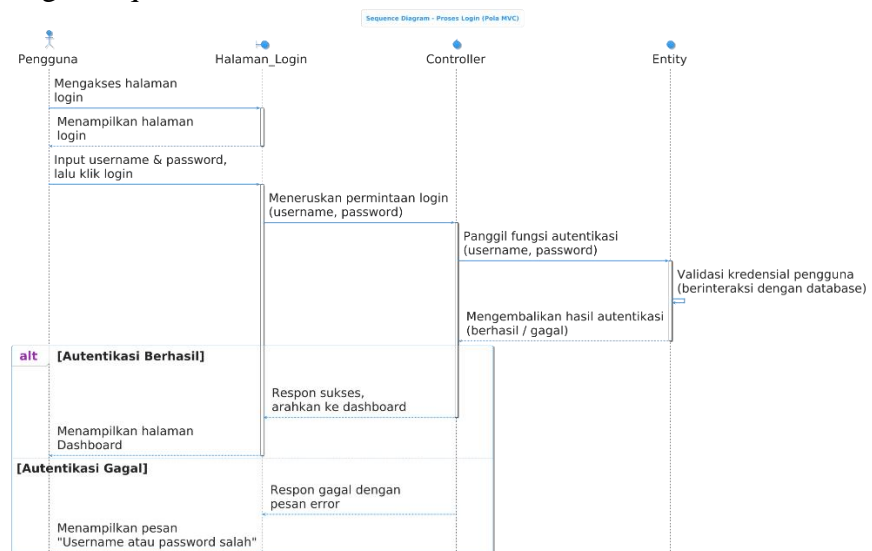 Sequence Diagram - Proses Login (Pola MVC)
Pengguna
Halaman_Login
Controller
Entity
Mengakses halaman
login
Menampilkan halaman
login
Input username & password,
lalu klik login
Meneruskan permintaan login
(username, password)
Panggil fungsi autentikasi
(username, password)
Validasi kredensial pengguna
(berinteraksi dengan database)
Mengembalikan hasil autentikasi
(berhasil / gagal)
alt
[Autentikasi Berhasil]
Respon sukses,
arahkan ke dashboard
Menampilkan halaman
Dashboard
[Autentikasi Gagal]
Respon gagal dengan
pesan error
Menampilkan pesan
"Username atau password salah"